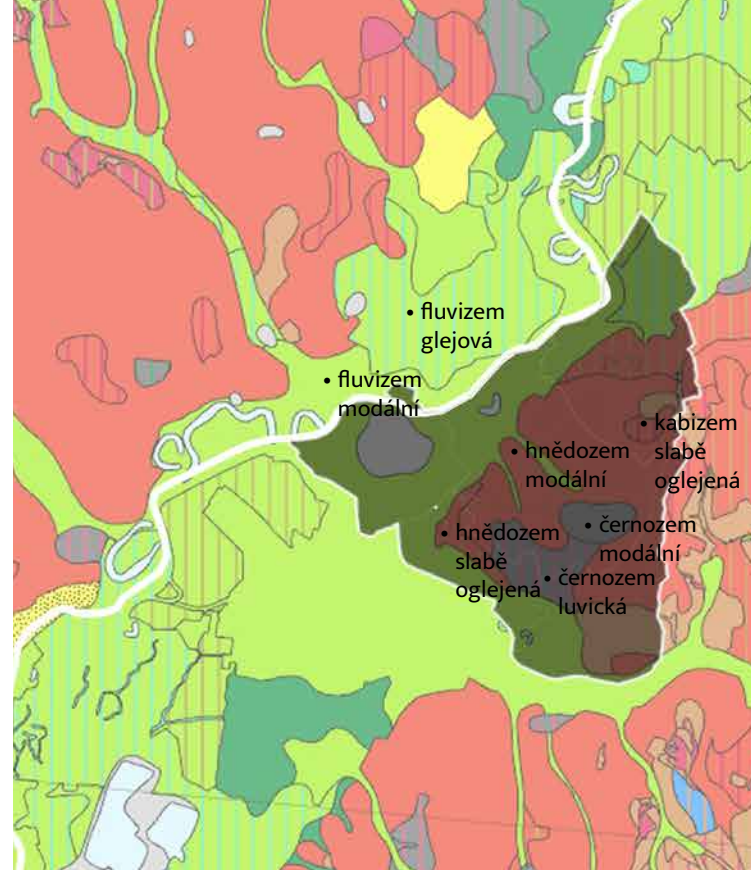 • fluvizem
glejová
• fluvizem
modální
• kabizem
slabě
oglejená
• hnědozem
modální
• černozem
modální
• hnědozem
slabě
oglejená
• černozem
luvická